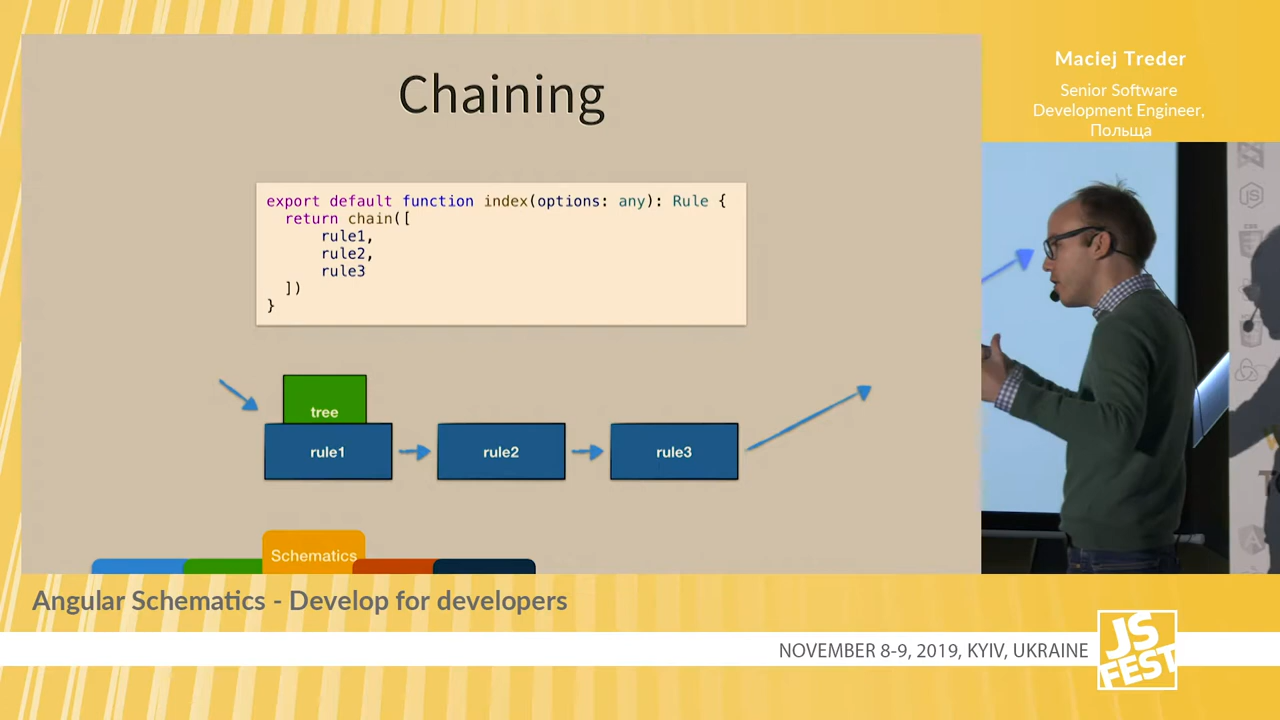 Chaining
export default function index(options: any): Rule {
return chain([
rule1,
rule2,
rule3
])
}
tree
rule1
rule2
rule3
Schematics
Maciej Treder
Senior Software
Development Engineer,
Польща
Angular Schematics - Develop for developers
NOVEMBER 8-9, 2019, KYIV, UKRAINE
JS
FEST